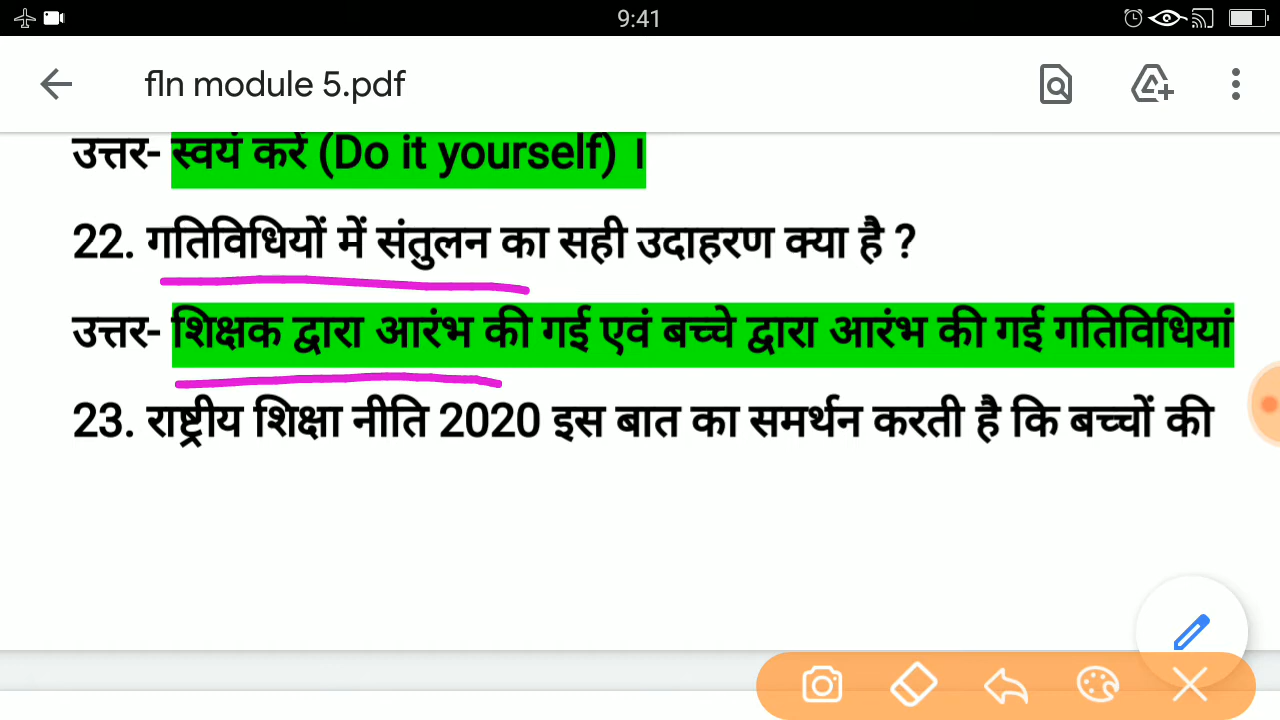 9:41
fln module 5.pdf
उत्तर- स्वयं करें (Do it yourself) ।
22. गतिविधियों में संतुलन का सही उदाहरण क्या है ?
उत्तर- शिक्षक द्वारा आरंभ की गई एवं बच्चे द्वारा आरंभ की गई गतिविधियां
23. राष्ट्रीय शिक्षा नीति 2020 इस बात का समर्थन करती है कि बच्चों की